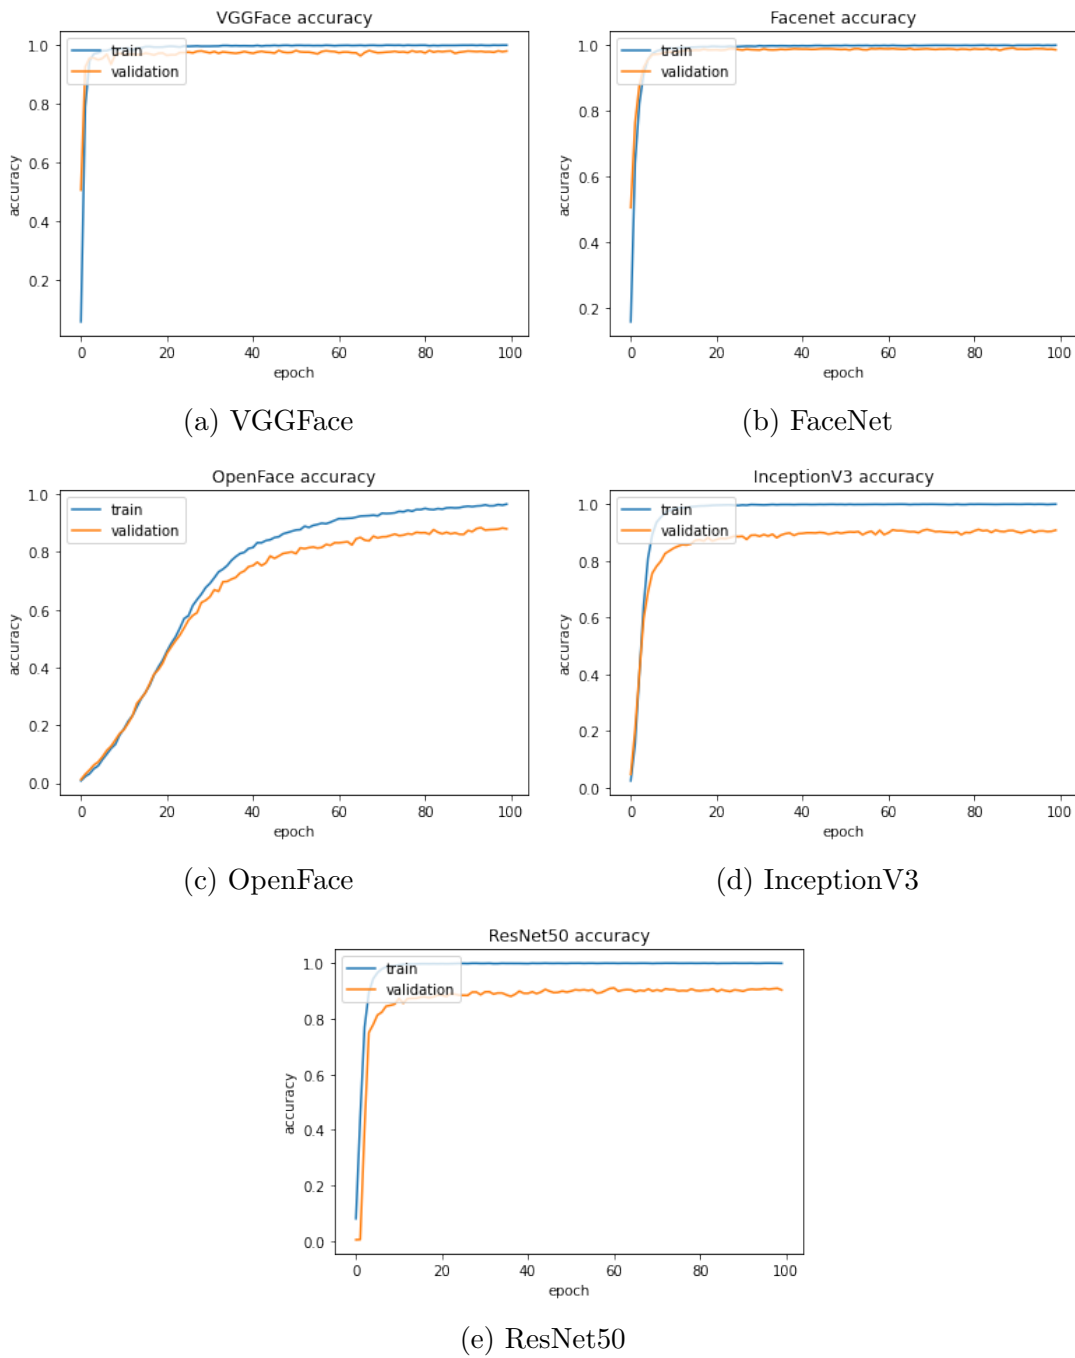 VGGFace accuracy
1.0
0.8
0.6
0.4
0.2
accuracy
train
validation
0 20 40 60 80 100
epoch
(a) VGGFace
Facenet accuracy
1.0
0.8
0.6
0.4
0.2
accuracy
train
validation
0 20 40 60 80 100
epoch
(b) FaceNet
OpenFace accuracy
1.0
0.8
0.6
0.4
0.2
0.0
accuracy
train
validation
0 20 40 60 80 100
epoch
(c) OpenFace
InceptionV3 accuracy
1.0
0.8
0.6
0.4
0.2
0.0
accuracy
train
validation
0 20 40 60 80 100
epoch
(d) InceptionV3
ResNet50 accuracy
1.0
0.8
0.6
0.4
0.2
0.0
accuracy
train
validation
0 20 40 60 80 100
epoch
(e) ResNet50